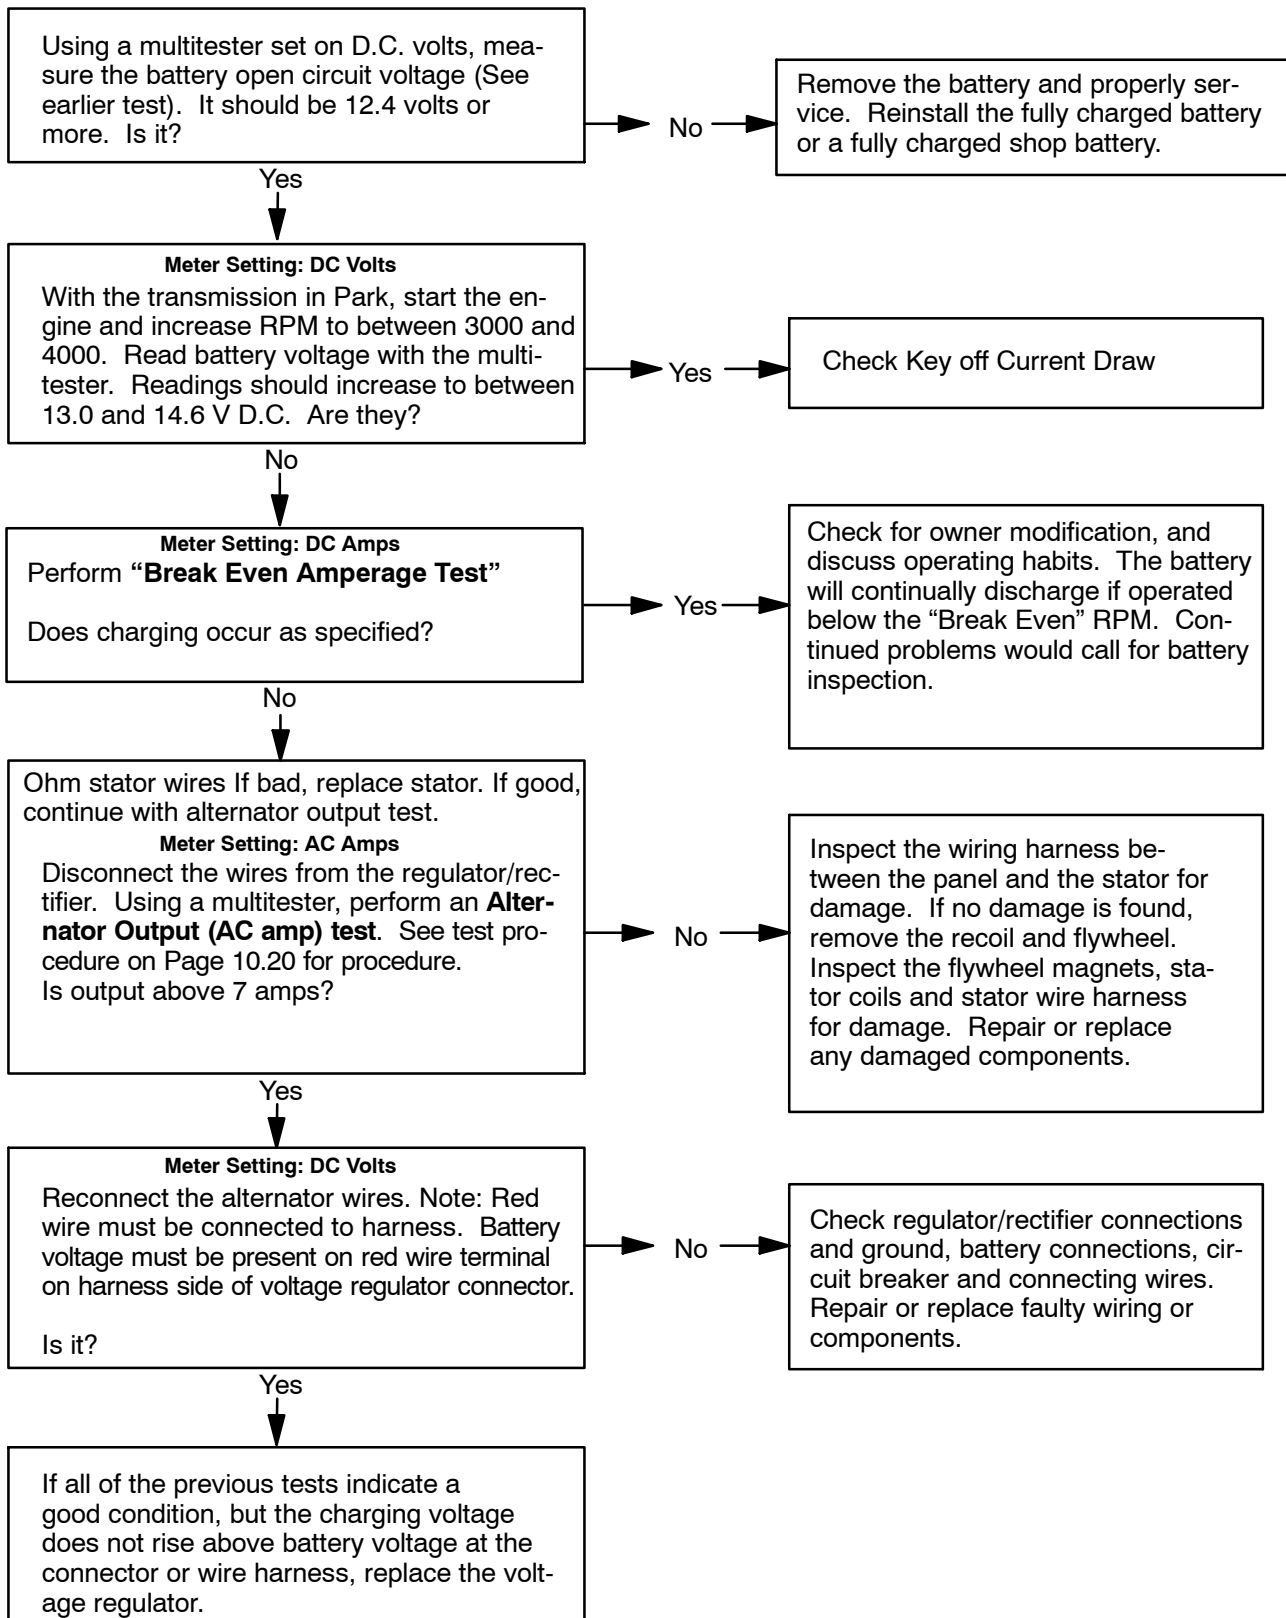 Using a multitester set on D.C. volts, mea-
sure the battery open circuit voltage (See
earlier test).  It should be 12.4 volts or
more.  Is it?
No
Remove the battery and properly ser-
vice.  Reinstall the fully charged battery
or a fully charged shop battery.
Yes
Meter Setting: DC Volts
With the transmission in Park, start the en-
gine and increase RPM to between 3000 and
4000.  Read battery voltage with the multi-
tester.  Readings should increase to between
13.0 and 14.6 V D.C.  Are they?
Yes
Check Key off Current Draw
No
Meter Setting: DC Amps
Perform “Break Even Amperage Test”
Does charging occur as specified?
Yes
Check for owner modification, and
discuss operating habits.  The battery
will continually discharge if operated
below the “Break Even” RPM.  Con-
tinued problems would call for battery
inspection.
No
Ohm stator wires If bad, replace stator. If good,
continue with alternator output test.
Meter Setting: AC Amps
Disconnect the wires from the regulator/rec-
tifier.  Using a multitester, perform an Alter-
nator Output (AC amp) test.  See test pro-
cedure on Page 10.20 for procedure.
Is output above 7 amps?
No
Inspect the wiring harness be-
tween the panel and the stator for
damage.  If no damage is found,
remove the recoil and flywheel.
Inspect the flywheel magnets, sta-
tor coils and stator wire harness
for damage.  Repair or replace
any damaged components.
Yes
Meter Setting: DC Volts
Reconnect the alternator wires. Note: Red
wire must be connected to harness.  Battery
voltage must be present on red wire terminal
on harness side of voltage regulator connector.
Is it?
No
Check regulator/rectifier connections
and ground, battery connections, cir-
cuit breaker and connecting wires.
Repair or replace faulty wiring or
components.
Yes
If all of the previous tests indicate a
good condition, but the charging voltage
does not rise above battery voltage at the
connector or wire harness, replace the volt-
age regulator.